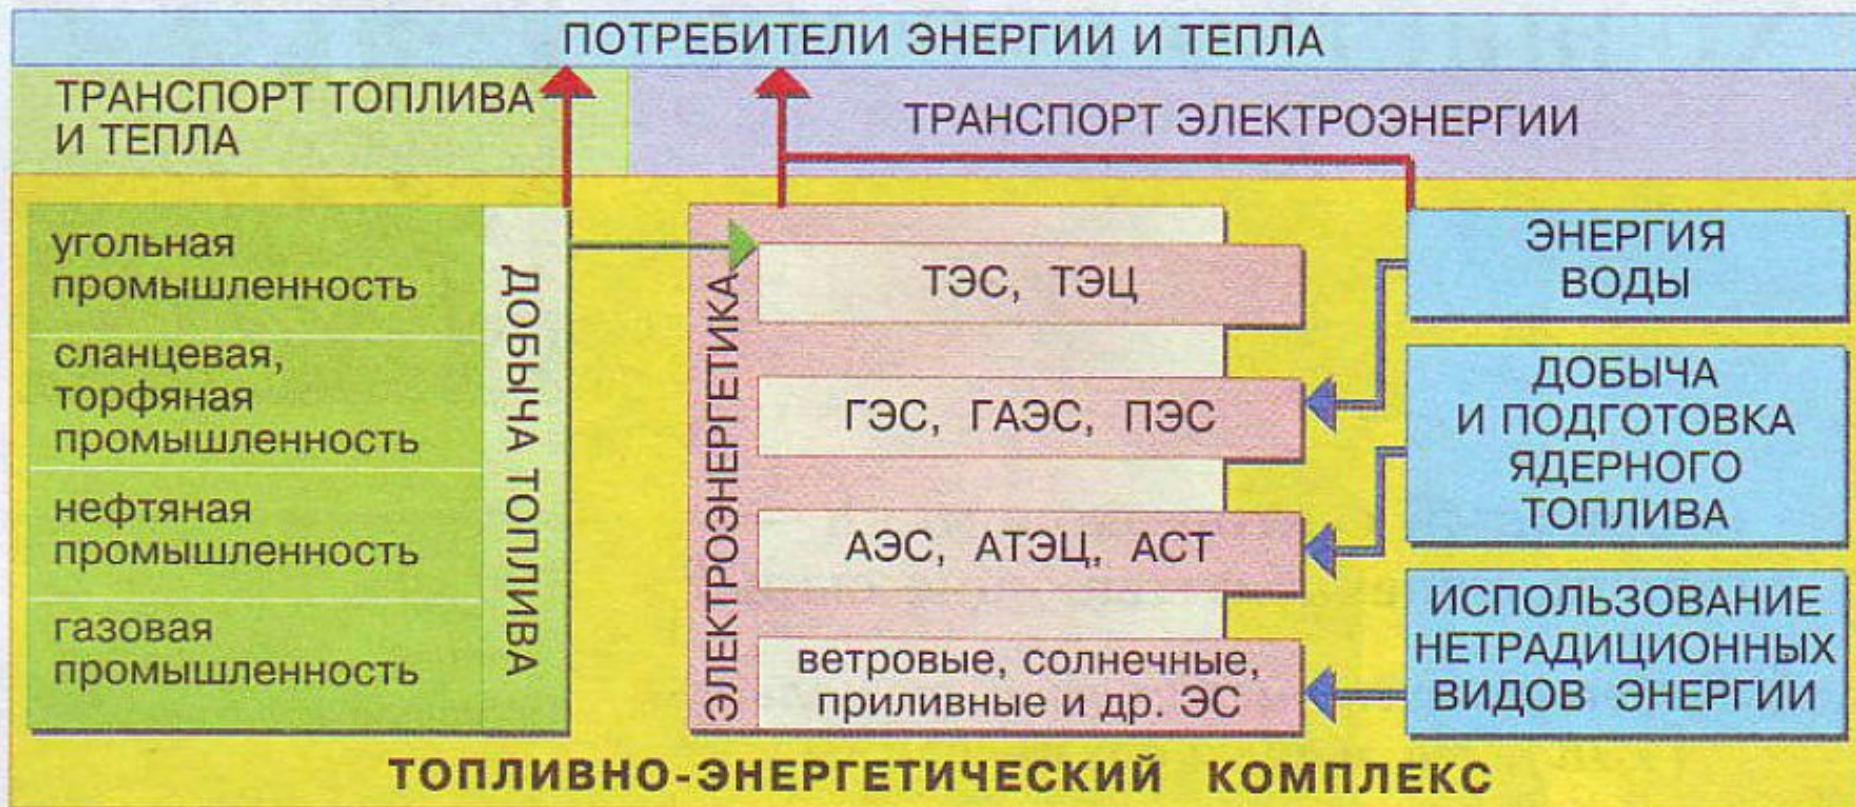 ПОТРЕБИТЕЛИ ЭНЕРГИИ И ТЕПЛА
ТРАНСПОРТ ТОПЛИВА
И ТЕПЛА
ТРАНСПОРТ ЭЛЕКТРОЭНЕРГИИ
угольная
промышленность
сланцевая,
торфяная
промышленность
нефтяная
промышленность
газовая
промышленность
ДОБЫЧА ТОПЛИВА
ЭЛЕКТРОЭНЕРГЕТИКА
ТЭС, ТЭЦ
ГЭС, ГАЭС, ПЭС
АЭС, АТЭЦ, АСТ
ветровые, солнечные,
приливные и др. ЭС
ЭНЕРГИЯ
ВОДЫ
ДОБЫЧА
И ПОДГОТОВКА
ЯДЕРНОГО
ТОПЛИВА
ИСПОЛЬЗОВАНИЕ
НЕТРАДИЦИОННЫХ
ВИДОВ ЭНЕРГИИ
ТОПЛИВНО-ЭНЕРГЕТИЧЕСКИЙ КОМПЛЕКС